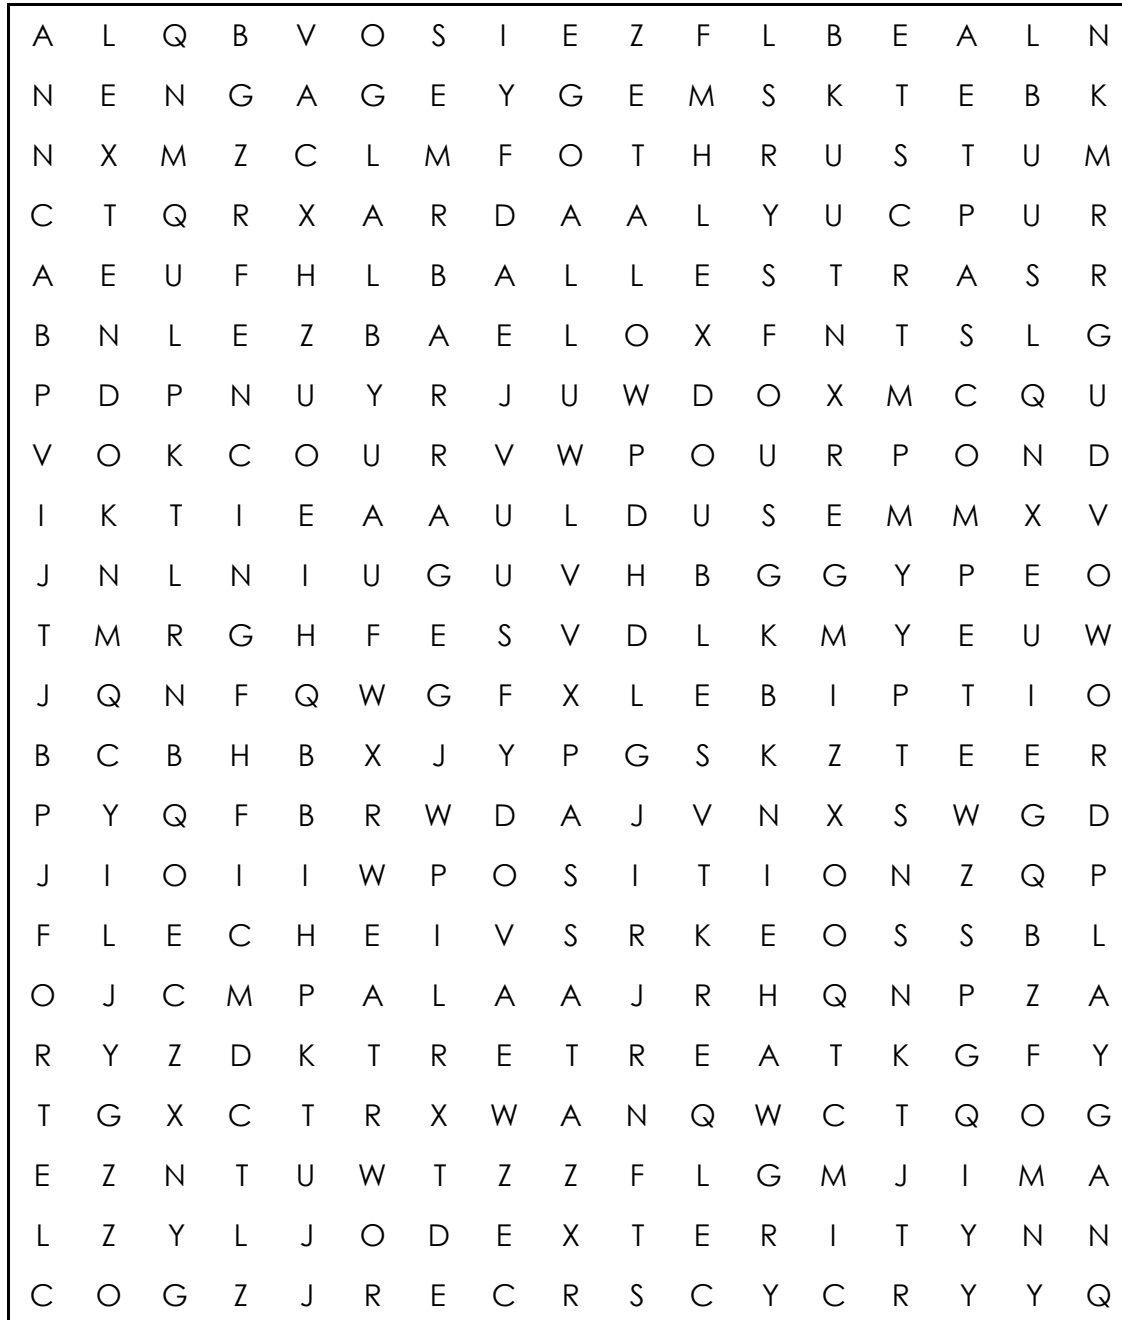 A L Q B V O S I E Z F L B E A L N
N E N G A G E Y G E M S K T E B K
N X M Z C L M F O T H R U S T U M
C T Q R X A R D A A L Y U C P U R
A E U F H L B A L L E S T R A S R
B N L E Z B A E L O X F N T S L G
P D P N U Y R J U W D O X M C Q U
V O K C O U R V W P O U R P O N D
I K T I E A A U L D U S E M M X V
J N L N I U G U V H B G G Y P E O
T M R G H F E S V D L K M Y E U W
J Q N F Q W G F X L E B I P T I O
B C B H B X J Y P G S K Z T E E R
P Y Q F B R W D A J V N X S W G D
J I O I I W P O S I T I O N Z Q P
F L E C H E I V S R K E O S S B L
O J C M P A L A A J R H Q N P Z A
R Y Z D K T R E T R E A T K G F Y
T G X C T R X W A N Q W C T Q O G
E Z N T U W T Z Z F L G M J I M A
L Z Y L J O D E X T E R I T Y N N
C O G Z J R E C R S C Y C R Y Y Q